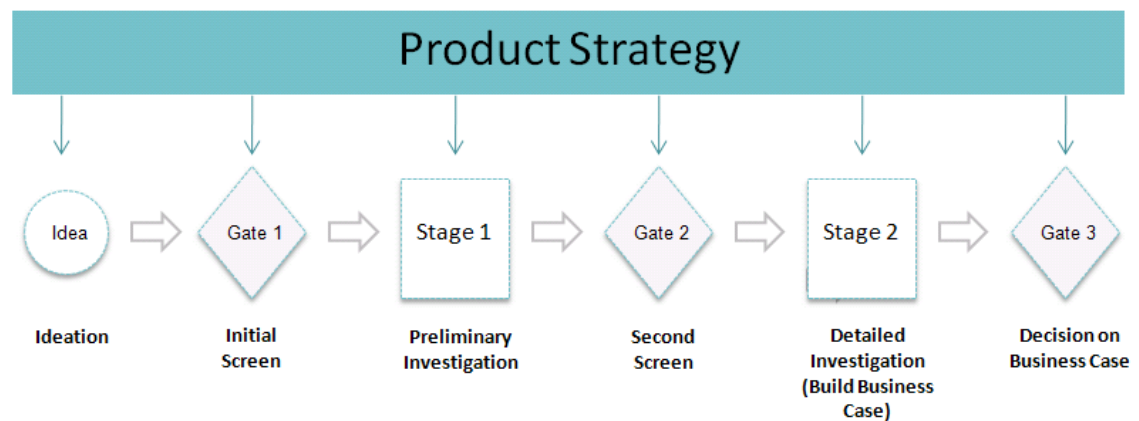 Product Strategy
Idea
Gate 1
Stage 1
Gate 2
Stage 2
Gate 3
Ideation
Initial
Screen
Preliminary
Investigation
Second
Screen
Detailed
Investigation
(Build Business
Case)
Decision on
Business Case